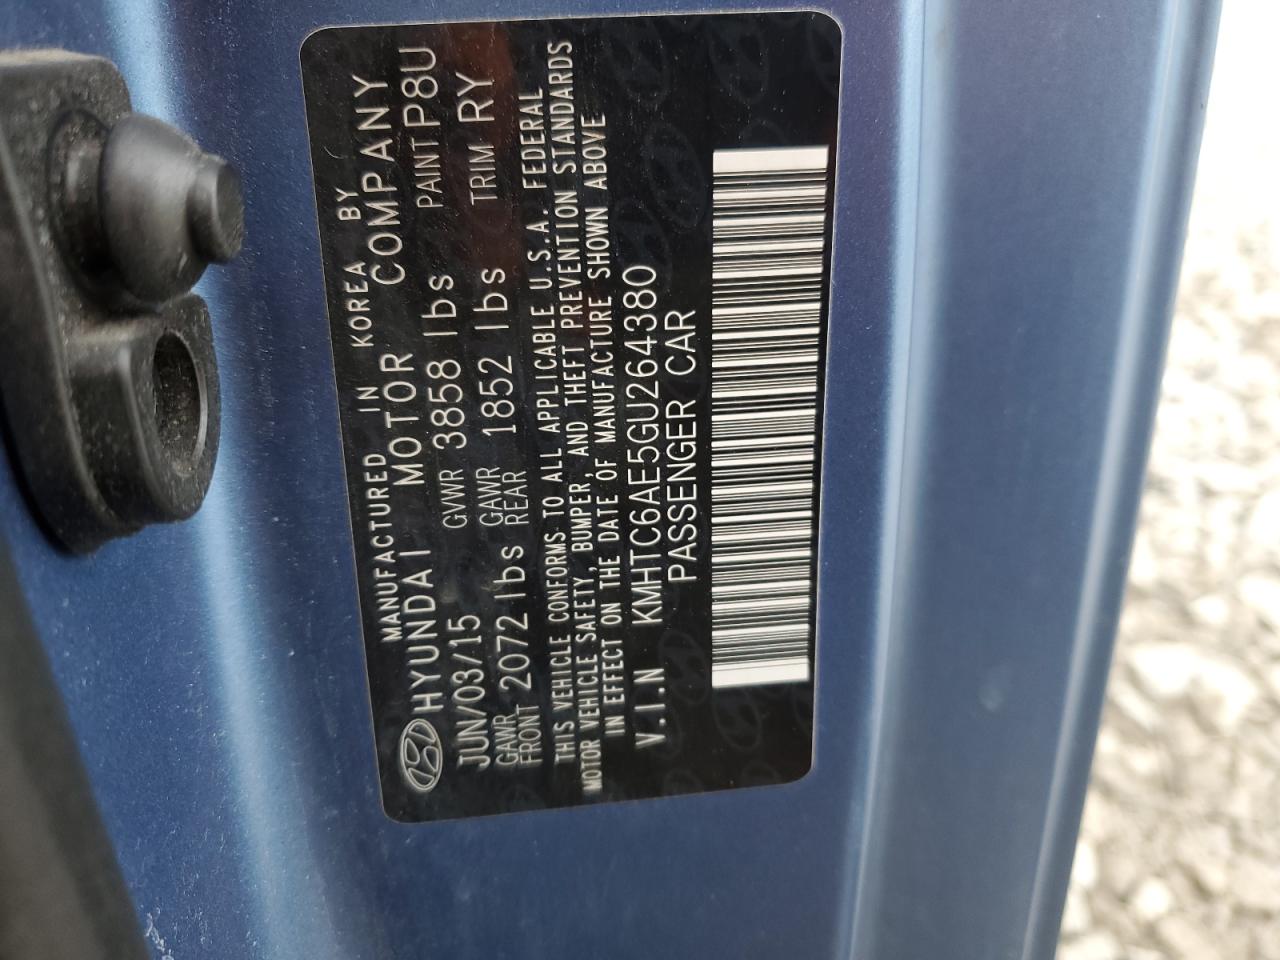 MANUFACTURED IN KOREA BY
HYUNDAI MOTOR COMPANY
JUN/03/15 GVWR 3858 lbs PAINT P8U
GAWR FRONT 2072 lbs GAWR REAR 1852 lbs TRIM RY
THIS VEHICLE CONFORMS TO ALL APPLICABLE U.S.A. FEDERAL
MOTOR VEHICLE SAFETY, BUMPER, AND THEFT PREVENTION STANDARDS
IN EFFECT ON THE DATE OF MANUFACTURE SHOWN ABOVE
V.I.N KMHTC6AE5GU264380
PASSENGER CAR